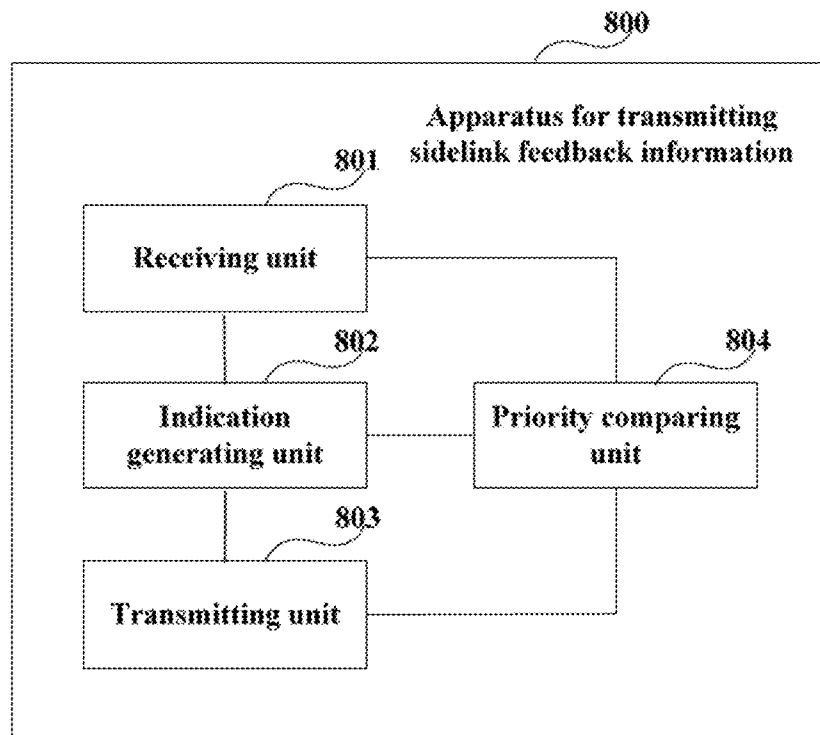 800
Apparatus for transmitting
sidelink feedback information
801
Receiving unit
802
Indication
generating unit
804
Priority comparing
unit
803
Transmitting unit